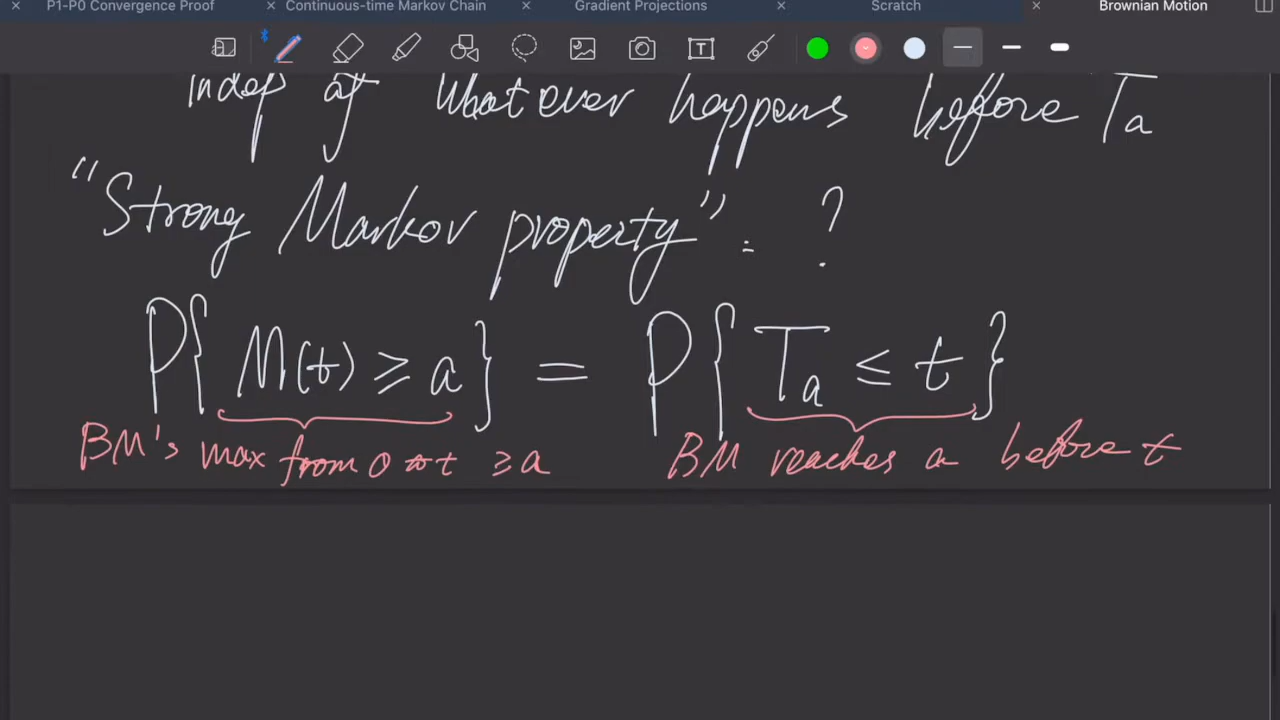 P1-P0 Convergence Proof Continuous-time Markov Chain Gradient Projections Scratch Brownian Motion
indep of whatever happens before Ta
"Strong Markov property" = ?
P{ M(t) ≥ a } = P{ Ta ≤ t }
BM's max from 0 to t ≥ a BM reaches a before t